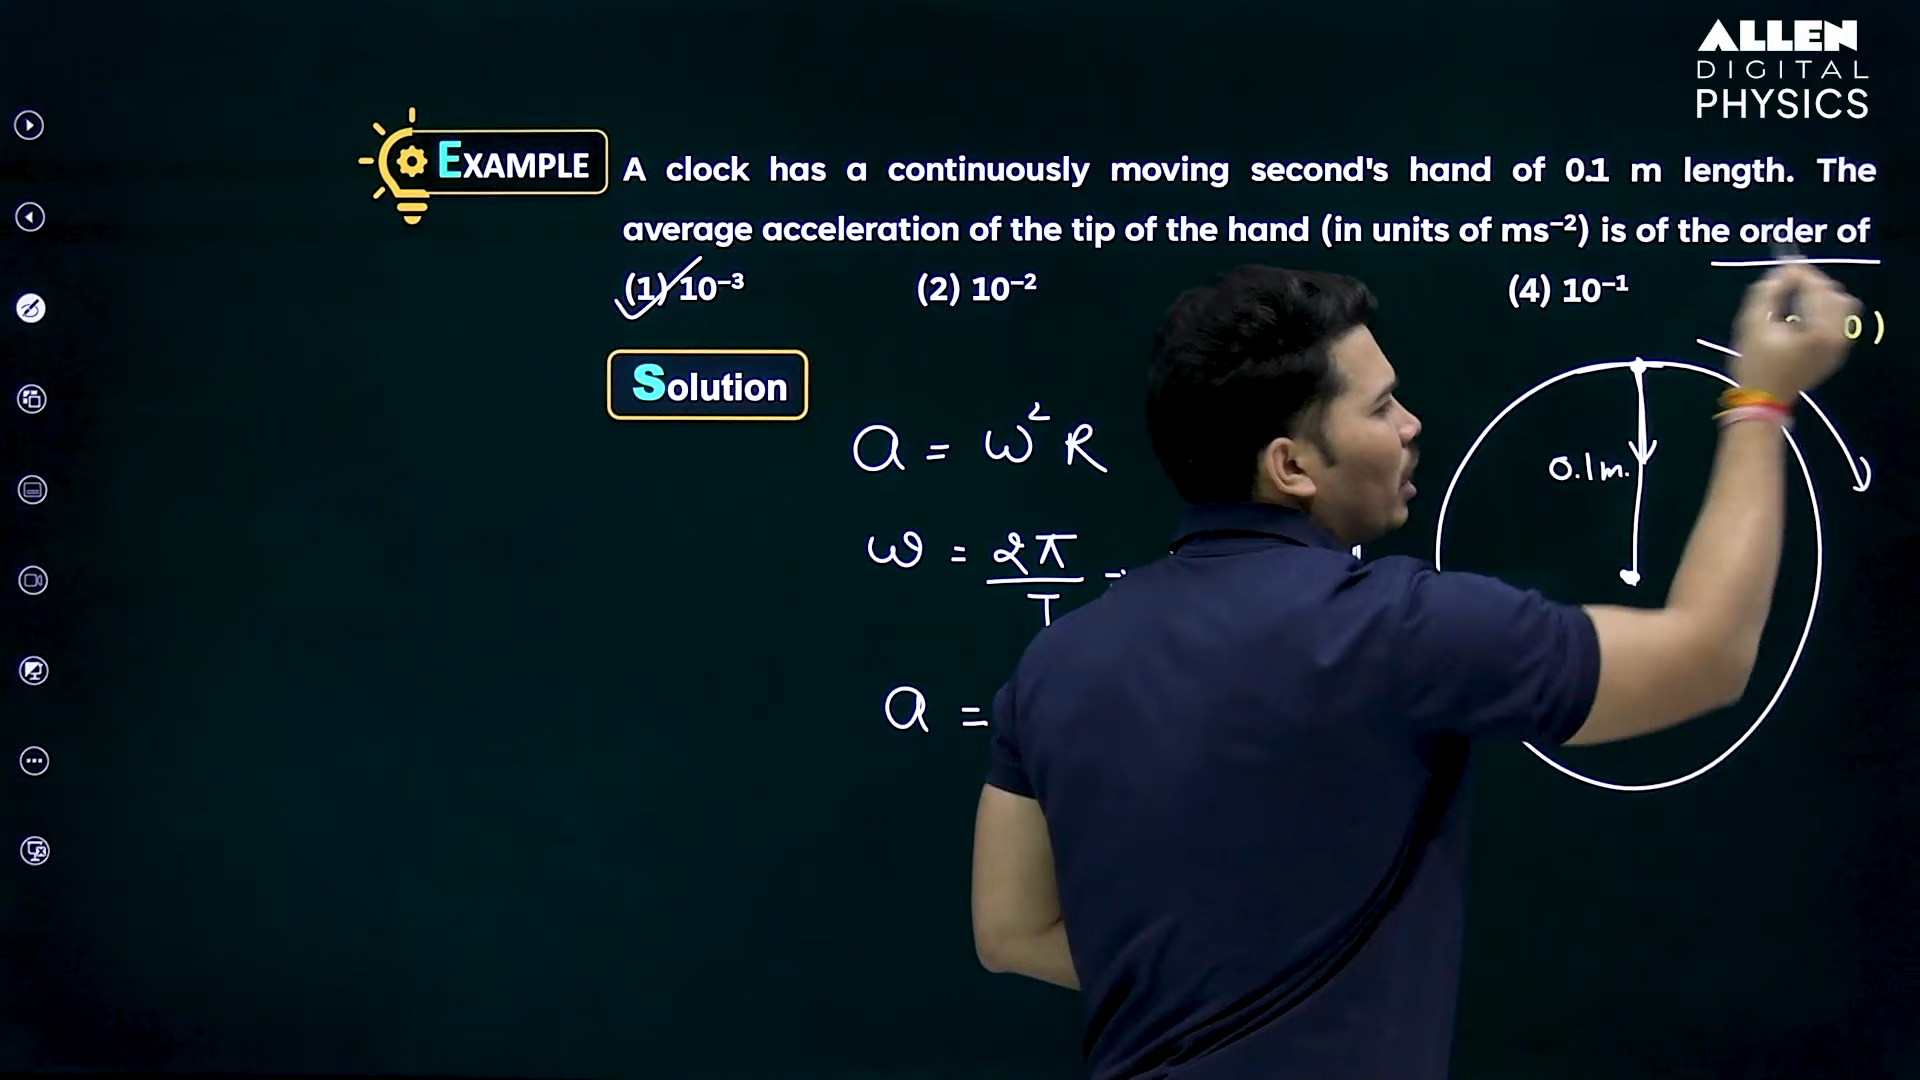 ALLEN
DIGITAL
PHYSICS
EXAMPLE
A clock has a continuously moving second's hand of 0.1 m length. The
average acceleration of the tip of the hand (in units of ms⁻²) is of the order of
(1) 10⁻³ (2) 10⁻² (4) 10⁻¹
0 )
Solution
a = ω² R
0.1m.
ω = 2π / T =
a =